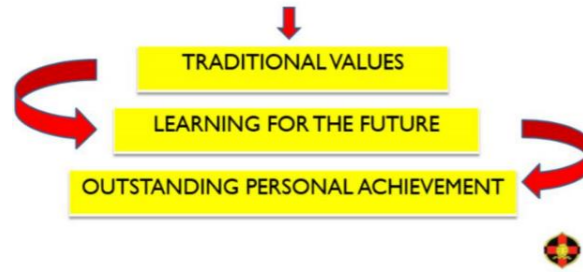 TRADITIONAL VALUES
LEARNING FOR THE FUTURE
OUTSTANDING PERSONAL ACHIEVEMENT